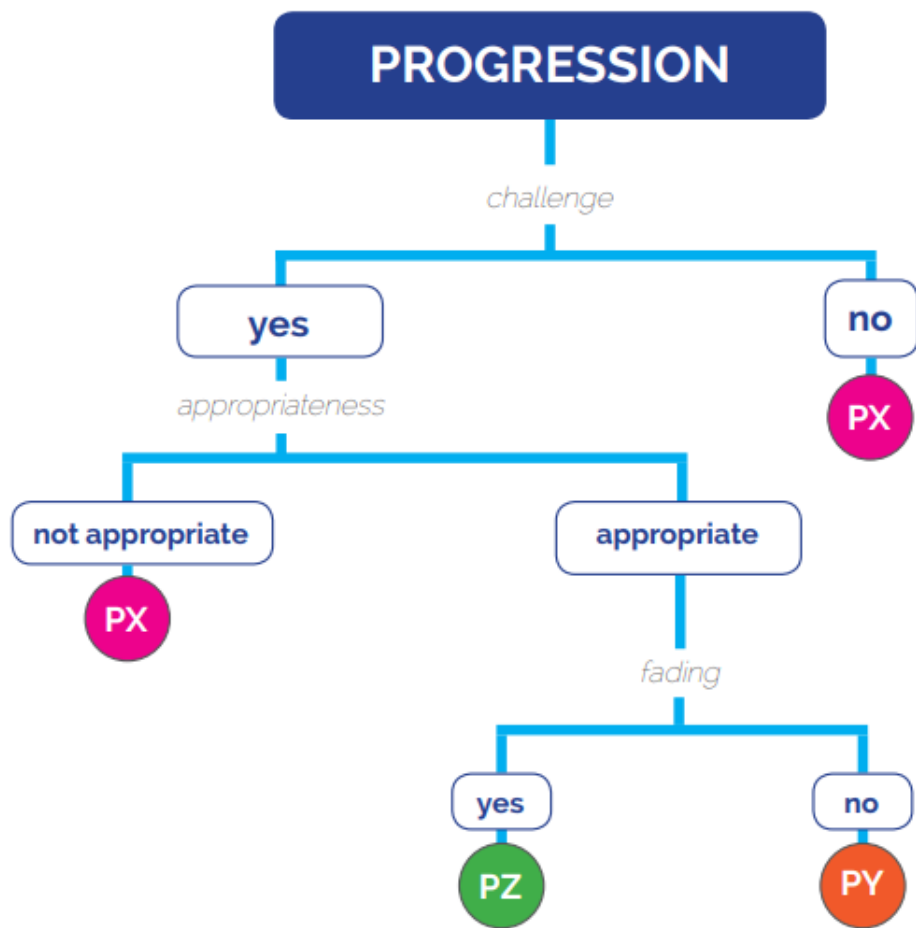 PROGRESSION
challenge
yes
no
appropriateness
PX
not appropriate
appropriate
PX
fading
yes
no
PZ
PY